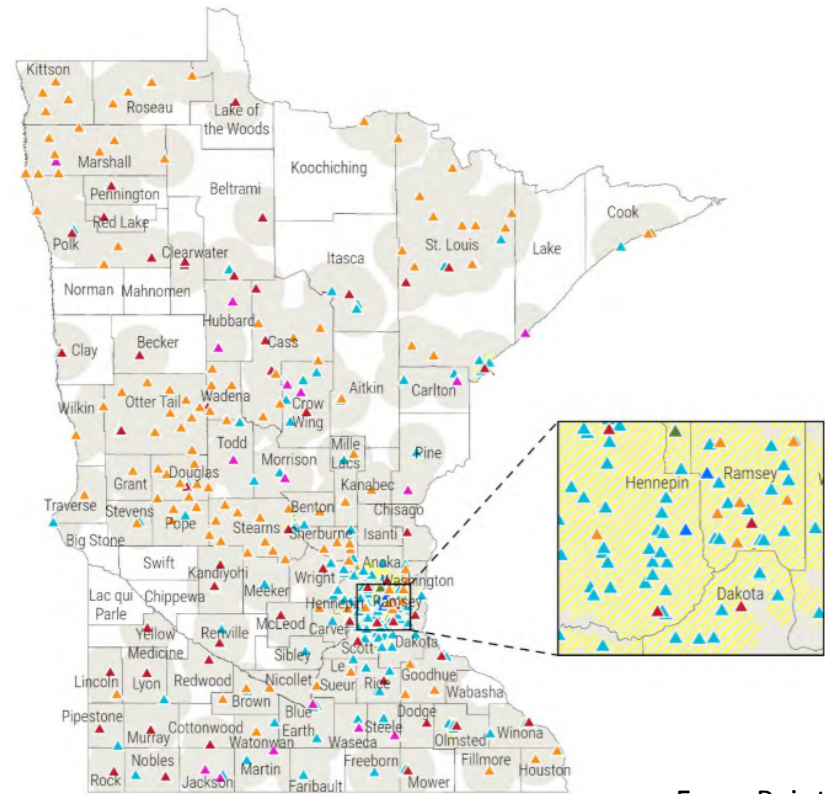 Kittson
Roseau
Lake of
the Woods
Koochiching
Marshall
Beltrami
Pennington
Red Lake
Cook
Polk
Clearwater
St. Louis
Lake
Itasca
Norman
Mahnomen
Hubbard
Cass
Clay
Becker
Aitkin
Carlton
Wadena
Otter Tail
Crow
Wing
Wilkin
Todd
Mille
Lacs
Pine
Morrison
Grant
Douglas
Kanabec
Traverse
Stevens
Pope
Stearns
Benton
Chisago
Sherburne
Isanti
Big Stone
Swift
Anoka
Kandiyohi
Wright
Washington
Lac qui
Parle
Chippewa
Meeker
Hennepin
Ramsey
McLeod
Carver
Yellow
Medicine
Renville
Scott
Dakota
Sibley
Le
Sueur
Rice
Goodhue
Lincoln
Lyon
Redwood
Nicollet
Wabasha
Brown
Pipestone
Blue
Earth
Dodge
Murray
Cottonwood
Watonwan
Waseca
Steele
Olmsted
Winona
Nobles
Martin
Freeborn
Fillmore
Rock
Jackson
Faribault
Mower
Houston
Hennepin
Ramsey
Dakota